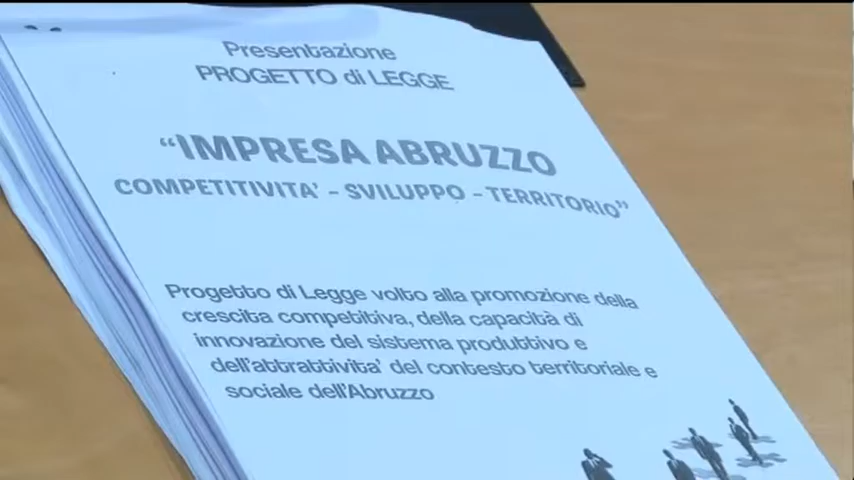 Presentazione
PROGETTO di LEGGE
“IMPRESA ABRUZZO
COMPETITIVITA’ - SVILUPPO - TERRITORIO”
Progetto di Legge volto alla promozione della
crescita competitiva, della capacità di
innovazione del sistema produttivo e
dell’attrattivita’ del contesto territoriale e
sociale dell’Abruzzo